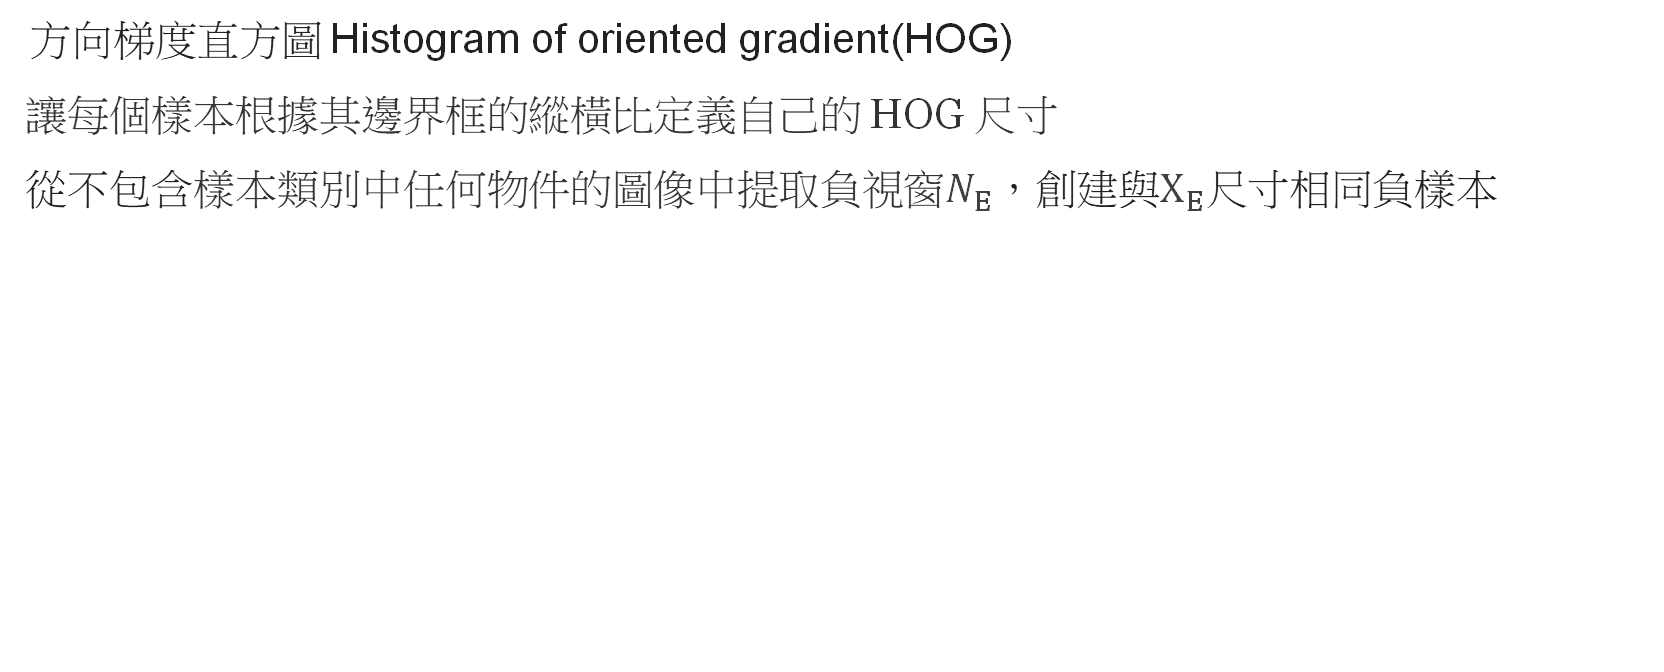 方向梯度直方圖 Histogram of oriented gradient(HOG)
讓每個樣本根據其邊界框的縱橫比定義自己的 HOG 尺寸
從不包含樣本類別中任何物件的圖像中提取負視窗N_E，創建與X_E尺寸相同負樣本